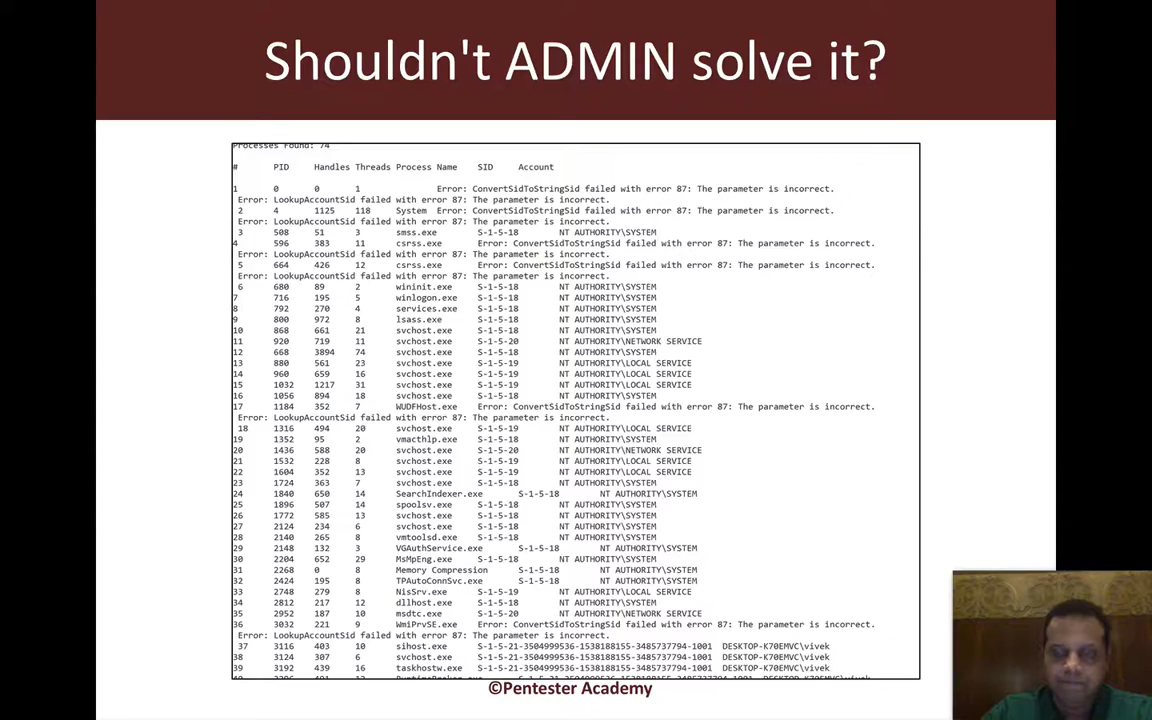 Shouldn't ADMIN solve it?
Processes Found: 74
# PID Handles Threads Process Name SID Account
1 0 0 1 Error: ConvertSidToStringSid failed with error 87: The parameter is incorrect.
Error: LookupAccountSid failed with error 87: The parameter is incorrect.
2 4 1125 118 System Error: ConvertSidToStringSid failed with error 87: The parameter is incorrect.
Error: LookupAccountSid failed with error 87: The parameter is incorrect.
3 508 51 3 smss.exe S-1-5-18 NT AUTHORITY\SYSTEM
4 596 383 11 csrss.exe Error: ConvertSidToStringSid failed with error 87: The parameter is incorrect.
Error: LookupAccountSid failed with error 87: The parameter is incorrect.
5 664 426 12 csrss.exe Error: ConvertSidToStringSid failed with error 87: The parameter is incorrect.
Error: LookupAccountSid failed with error 87: The parameter is incorrect.
6 680 89 2 wininit.exe S-1-5-18 NT AUTHORITY\SYSTEM
7 716 195 5 winlogon.exe S-1-5-18 NT AUTHORITY\SYSTEM
8 792 270 4 services.exe S-1-5-18 NT AUTHORITY\SYSTEM
9 800 972 8 lsass.exe S-1-5-18 NT AUTHORITY\SYSTEM
10 868 661 21 svchost.exe S-1-5-18 NT AUTHORITY\SYSTEM
11 920 719 11 svchost.exe S-1-5-20 NT AUTHORITY\NETWORK SERVICE
12 668 3894 74 svchost.exe S-1-5-18 NT AUTHORITY\SYSTEM
13 880 561 23 svchost.exe S-1-5-19 NT AUTHORITY\LOCAL SERVICE
14 960 659 16 svchost.exe S-1-5-19 NT AUTHORITY\LOCAL SERVICE
15 1032 1217 31 svchost.exe S-1-5-19 NT AUTHORITY\LOCAL SERVICE
16 1056 894 18 svchost.exe S-1-5-18 NT AUTHORITY\SYSTEM
17 1184 352 7 WUDFHost.exe Error: ConvertSidToStringSid failed with error 87: The parameter is incorrect.
Error: LookupAccountSid failed with error 87: The parameter is incorrect.
18 1316 494 20 svchost.exe S-1-5-19 NT AUTHORITY\LOCAL SERVICE
19 1352 95 2 vmacthlp.exe S-1-5-18 NT AUTHORITY\SYSTEM
20 1436 588 20 svchost.exe S-1-5-20 NT AUTHORITY\NETWORK SERVICE
21 1532 228 8 svchost.exe S-1-5-19 NT AUTHORITY\LOCAL SERVICE
22 1604 352 13 svchost.exe S-1-5-19 NT AUTHORITY\LOCAL SERVICE
23 1724 363 7 svchost.exe S-1-5-18 NT AUTHORITY\SYSTEM
24 1840 650 14 SearchIndexer.exe S-1-5-18 NT AUTHORITY\SYSTEM
25 1896 507 14 spoolsv.exe S-1-5-18 NT AUTHORITY\SYSTEM
26 1772 585 13 svchost.exe S-1-5-18 NT AUTHORITY\SYSTEM
27 2124 234 6 svchost.exe S-1-5-18 NT AUTHORITY\SYSTEM
28 2140 265 8 vmtoolsd.exe S-1-5-18 NT AUTHORITY\SYSTEM
29 2148 132 3 VGAuthService.exe S-1-5-18 NT AUTHORITY\SYSTEM
30 2204 652 29 MsMpEng.exe S-1-5-18 NT AUTHORITY\SYSTEM
31 2268 0 8 Memory Compression S-1-5-18 NT AUTHORITY\SYSTEM
32 2424 195 8 TPAutoConnSvc.exe S-1-5-18 NT AUTHORITY\SYSTEM
33 2748 279 8 NisSrv.exe S-1-5-19 NT AUTHORITY\LOCAL SERVICE
34 2812 217 12 dllhost.exe S-1-5-18 NT AUTHORITY\SYSTEM
35 2952 187 10 msdtc.exe S-1-5-20 NT AUTHORITY\NETWORK SERVICE
36 3032 221 9 WmiPrvSE.exe Error: ConvertSidToStringSid failed with error 87: The parameter is incorrect.
Error: LookupAccountSid failed with error 87: The parameter is incorrect.
37 3116 403 10 sihost.exe S-1-5-21-3504999536-1538188155-3485737794-1001 DESKTOP-K70EMVC\vivek
38 3124 307 6 svchost.exe S-1-5-21-3504999536-1538188155-3485737794-1001 DESKTOP-K70EMVC\vivek
39 3192 439 16 taskhostw.exe S-1-5-21-3504999536-1538188155-3485737794-1001 DESKTOP-K70EMVC\vivek
©Pentester Academy